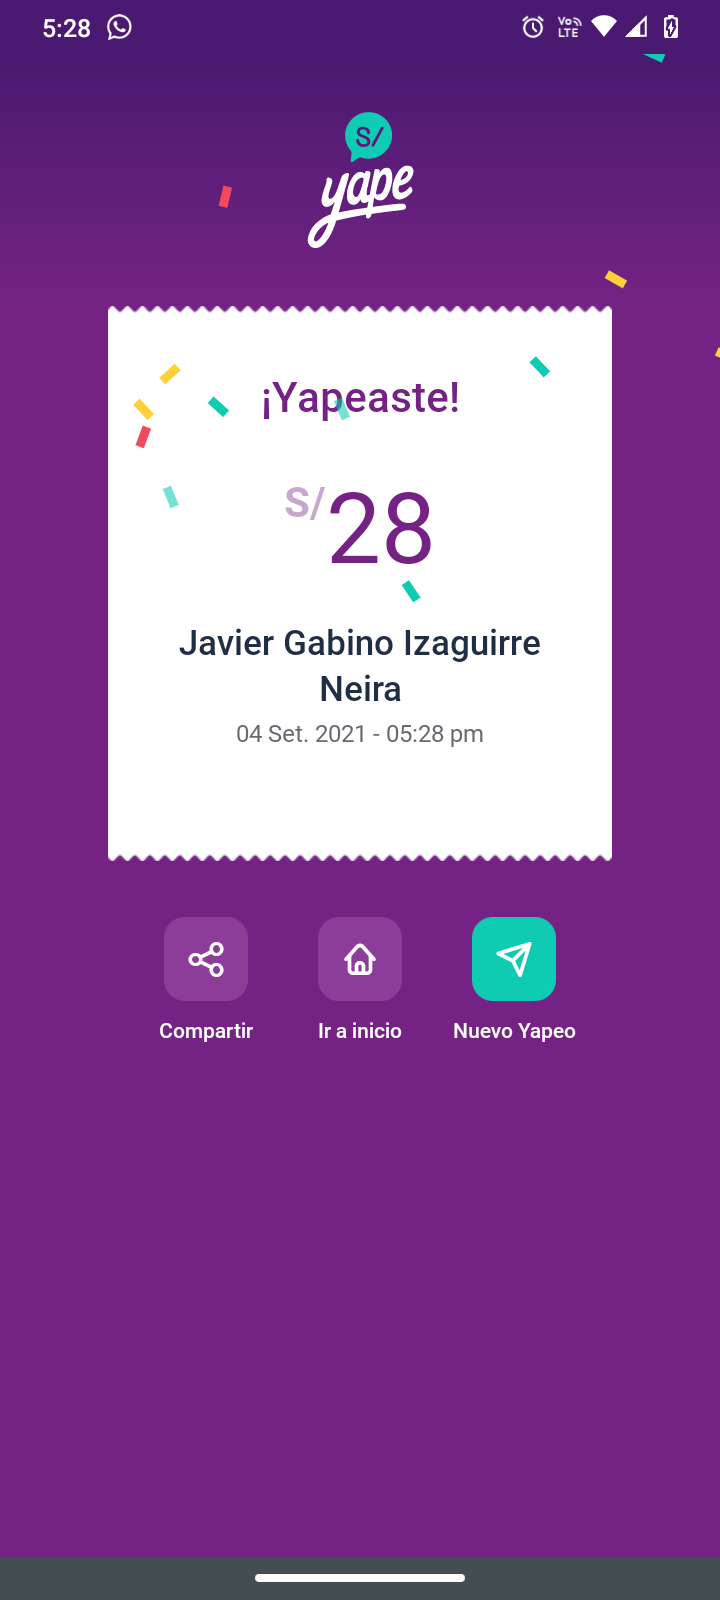 5:28
Vo
LTE
S/
yape
¡Yapeaste!
S/28
Javier Gabino Izaguirre
Neira
04 Set. 2021 - 05:28 pm
Compartir
Ir a inicio
Nuevo Yapeo